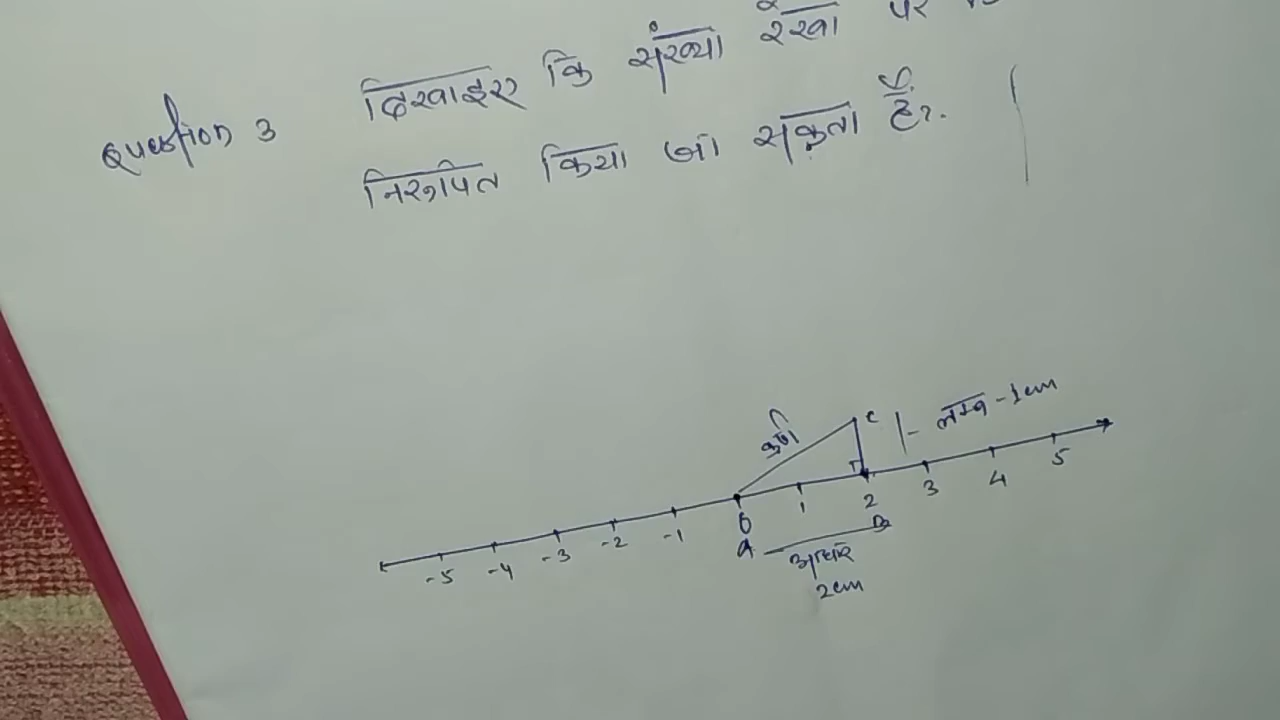 Question 3
दिखाइए कि संख्या रेखा पर
निरूपित किया जा सकता है?
कर्ण
C
लम्ब - 1cm
-5 -4 -3 -2 -1 0 1 2 3 4 5
A B
आधार
2cm